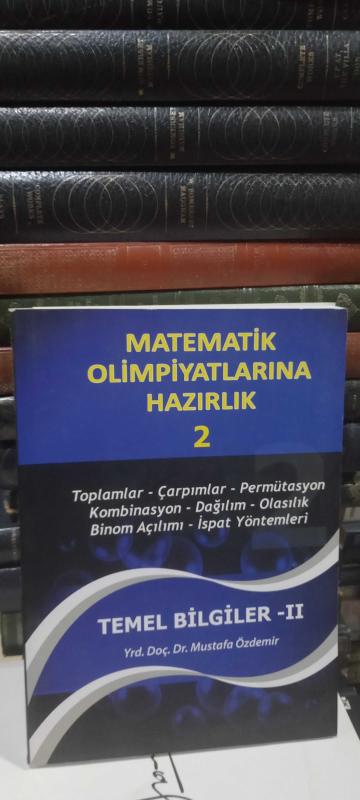 MATEMATİK
OLİMPİYATLARINA
HAZIRLIK
2
Toplamlar - Çarpımlar - Permütasyon
Kombinasyon - Dağılım - Olasılık
Binom Açılımı - İspat Yöntemleri
TEMEL BİLGİLER -II
Yrd. Doç. Dr. Mustafa Özdemir